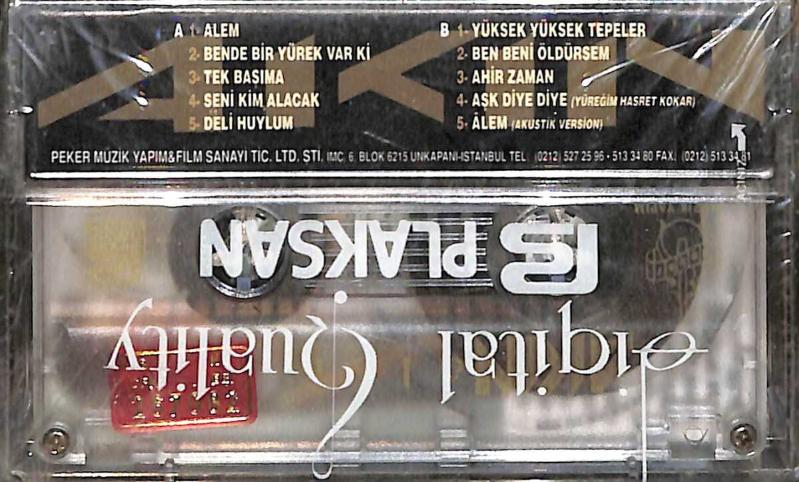 A 1- ALEM
2- BENDE BİR YÜREK VAR Kİ
3- TEK BASIMA
4- SENİ KİM ALACAK
5- DELİ HUYLUM
B 1- YÜKSEK YÜKSEK TEPELER
2- BEN BENİ ÖLDÜRSEM
3- AHİR ZAMAN
4- AŞK DİYE DİYE (YÜREĞİM HASRET KOKAR)
5- ÂLEM (AKUSTİK VERSİON)
PEKER MÜZİK YAPIM&FİLM SANAYİ TİC. LTD. ŞTİ. İMC. 6. BLOK 6215 UNKAPANI-İSTANBUL TEL: (0212) 527 25 96 - 513 34 80 FAX: (0212) 513 34 81
PLAKSAN
Digital Quality